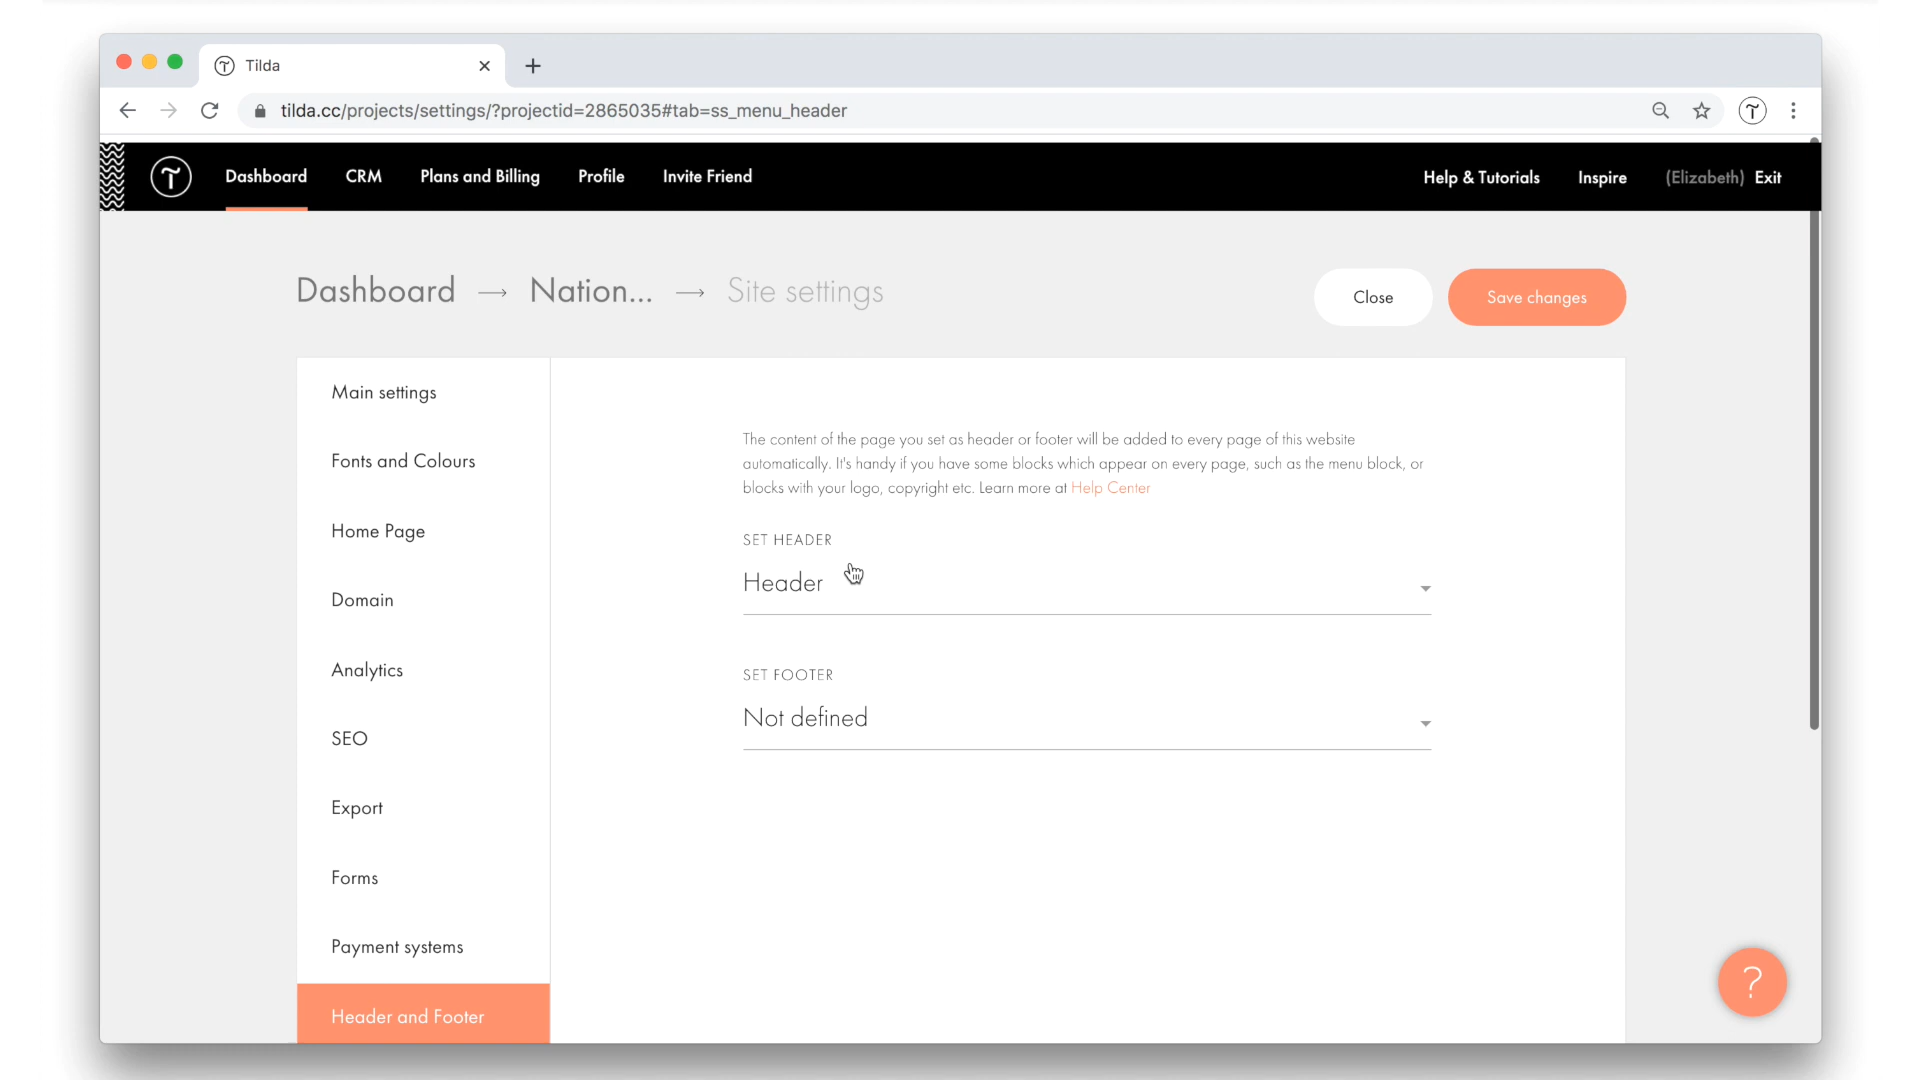 Tilda
tilda.cc/projects/settings/?projectid=2865035#tab=ss_menu_header
Dashboard CRM Plans and Billing Profile Invite Friend Help & Tutorials Inspire (Elizabeth) Exit
Dashboard → Nation... → Site settings
Close Save changes
Main settings
Fonts and Colours
Home Page
Domain
Analytics
SEO
Export
Forms
Payment systems
Header and Footer
The content of the page you set as header or footer will be added to every page of this website
automatically. It's handy if you have some blocks which appear on every page, such as the menu block, or
blocks with your logo, copyright etc. Learn more at Help Center
SET HEADER
Header
SET FOOTER
Not defined
?